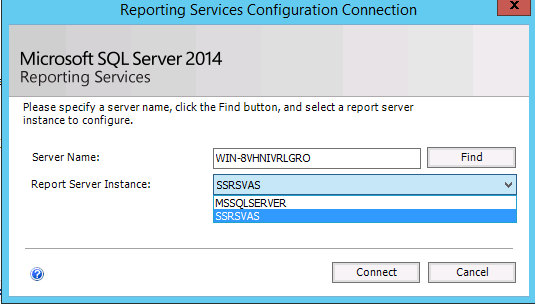 Reporting Services Configuration Connection
x
Microsoft SQL Server 2014
Reporting Services
Please specify a server name, click the Find button, and select a report server
instance to configure.
Server Name: WIN-8VHNIVRLGRO Find
Report Server Instance: SSRSVAS
MSSQLSERVER
SSRSVAS
? Connect Cancel